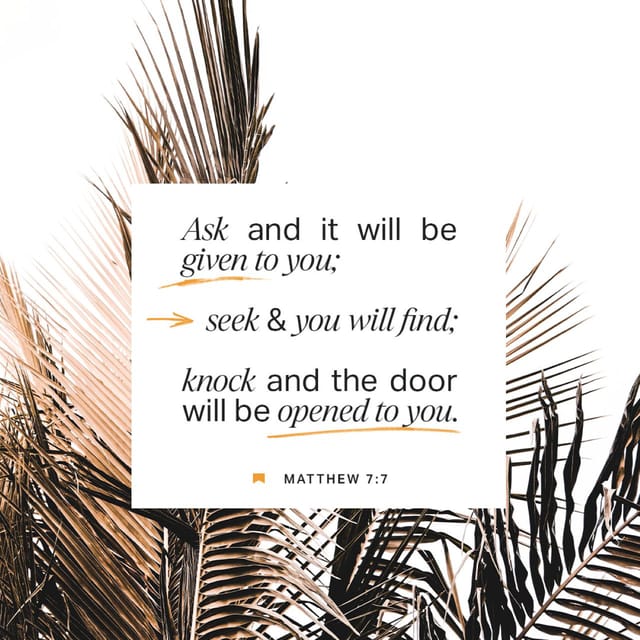 Ask and it will be
given to you;
seek & you will find;
knock and the door
will be opened to you.
MATTHEW 7:7